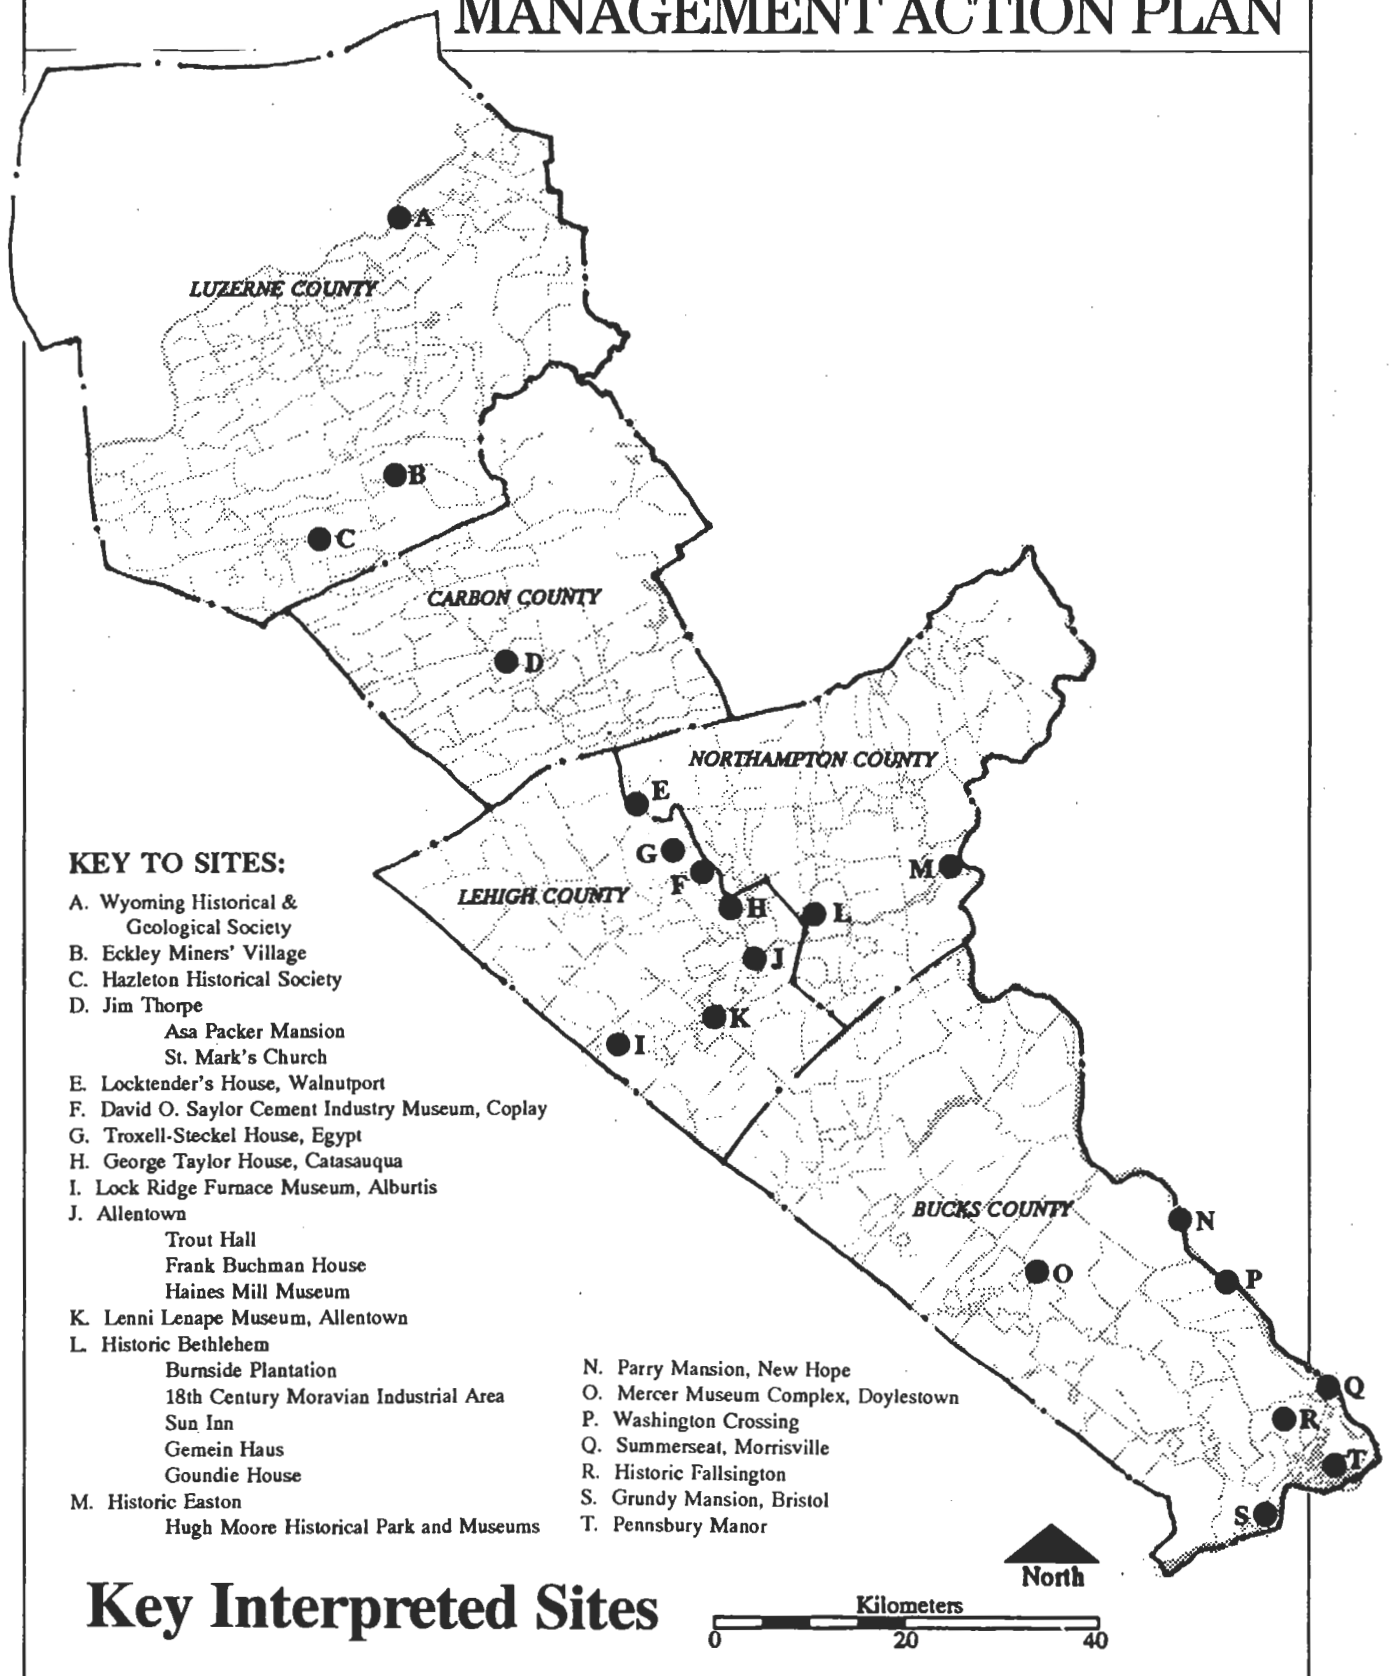 MANAGEMENT ACTION PLAN
A
LUZERNE COUNTY
B
C
CARBON COUNTY
D
NORTHAMPTON COUNTY
E
G
F
M
LEHIGH COUNTY
H
L
J
K
I
KEY TO SITES:
A. Wyoming Historical &
Geological Society
B. Eckley Miners' Village
C. Hazleton Historical Society
D. Jim Thorpe
Asa Packer Mansion
St. Mark's Church
E. Locktender's House, Walnutport
F. David O. Saylor Cement Industry Museum, Coplay
G. Troxell-Steckel House, Egypt
H. George Taylor House, Catasauqua
I. Lock Ridge Furnace Museum, Alburtis
J. Allentown
Trout Hall
Frank Buchman House
Haines Mill Museum
K. Lenni Lenape Museum, Allentown
L. Historic Bethlehem
Burnside Plantation
18th Century Moravian Industrial Area
Sun Inn
Gemein Haus
Goundie House
M. Historic Easton
Hugh Moore Historical Park and Museums
BUCKS COUNTY
N
O
P
Q
R
T
S
N. Parry Mansion, New Hope
O. Mercer Museum Complex, Doylestown
P. Washington Crossing
Q. Summerseat, Morrisville
R. Historic Fallsington
S. Grundy Mansion, Bristol
T. Pennsbury Manor
North
Key Interpreted Sites
Kilometers
0 20 40